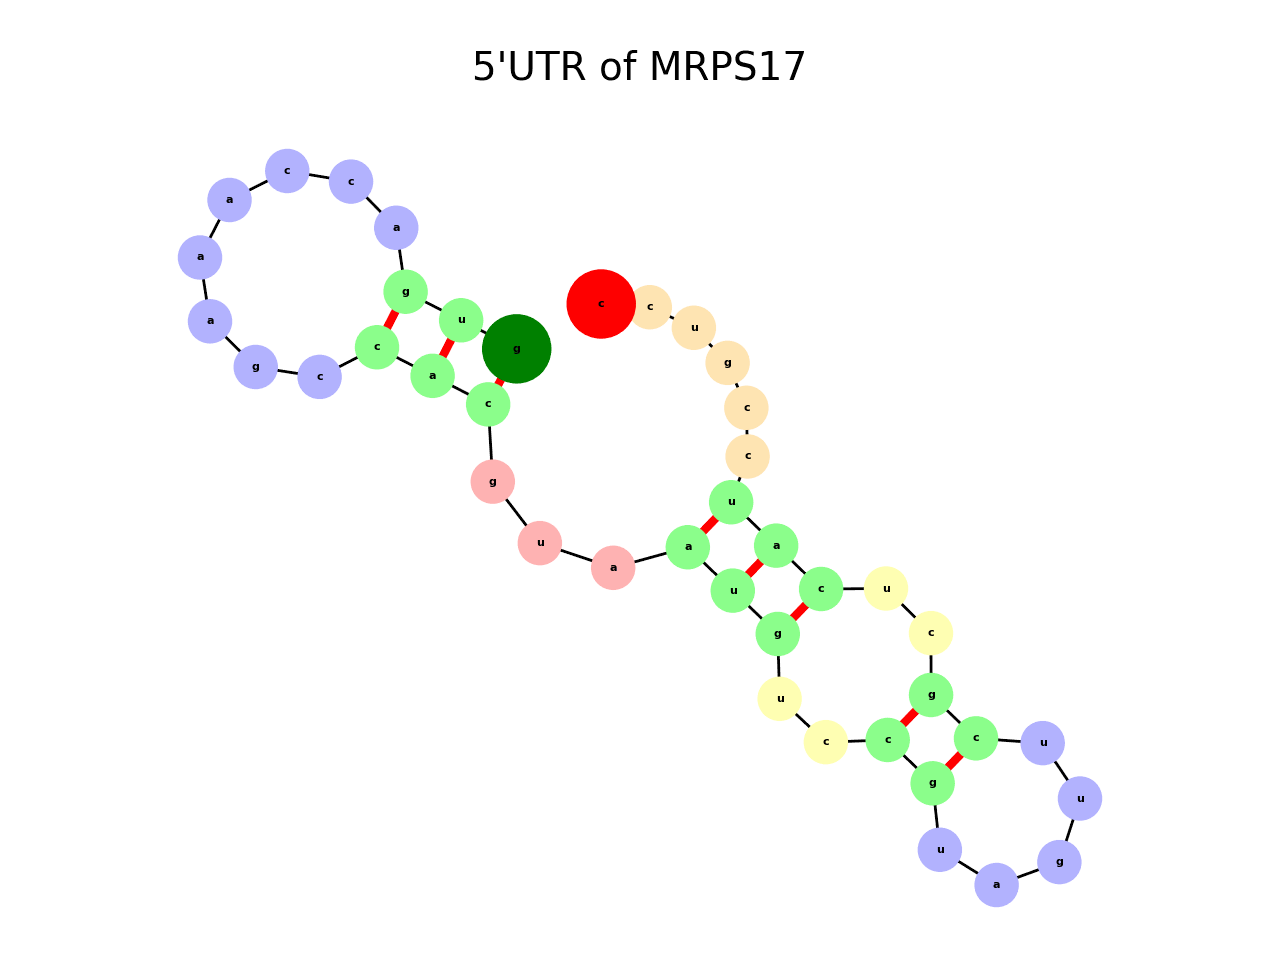 5'UTR of MRPS17
c c
a a
a g
a u g c c u
g c c a c g
c c
g u
u a
a a
u c u
g u c
u g
c c c u
g u
u g
a